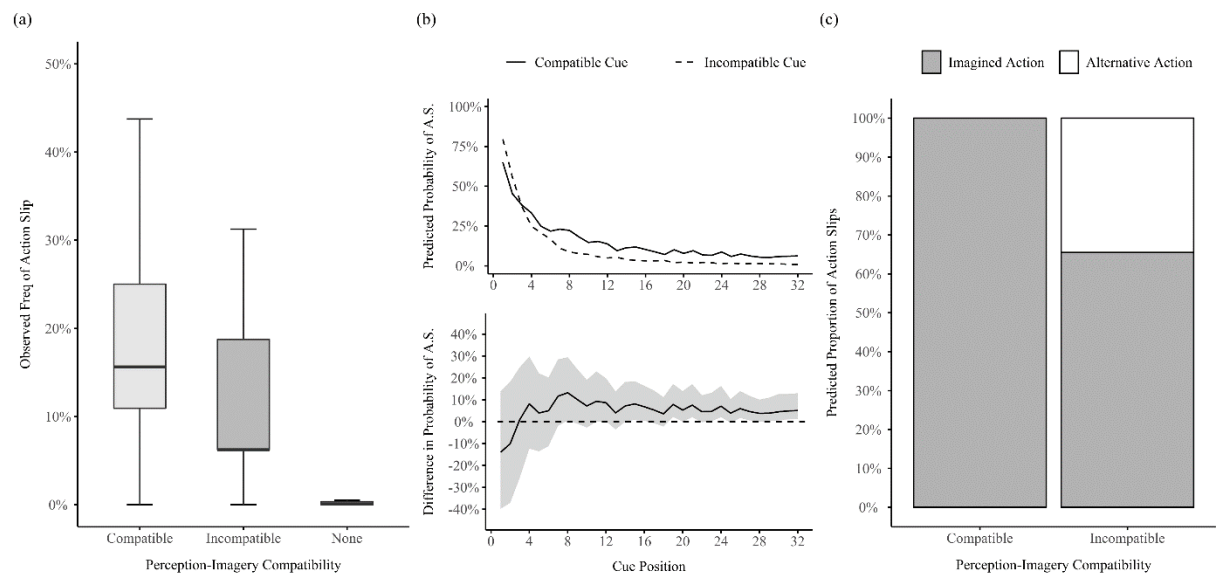 (a)
Observed Freq of Action Slip
50%
40%
30%
20%
10%
0%
Compatible
Incompatible
None
Perception-Imagery Compatibility
(b)
Compatible Cue
Incompatible Cue
Predicted Probability of A.S.
100%
75%
50%
25%
0%
0 4 8 12 16 20 24 28 32
Difference in Probability of A.S.
40%
30%
20%
10%
0%
-10%
-20%
-30%
-40%
0 4 8 12 16 20 24 28 32
Cue Position
(c)
Imagined Action
Alternative Action
Predicted Proportion of Action Slips
100%
90%
80%
70%
60%
50%
40%
30%
20%
10%
0%
Compatible
Incompatible
Perception-Imagery Compatibility